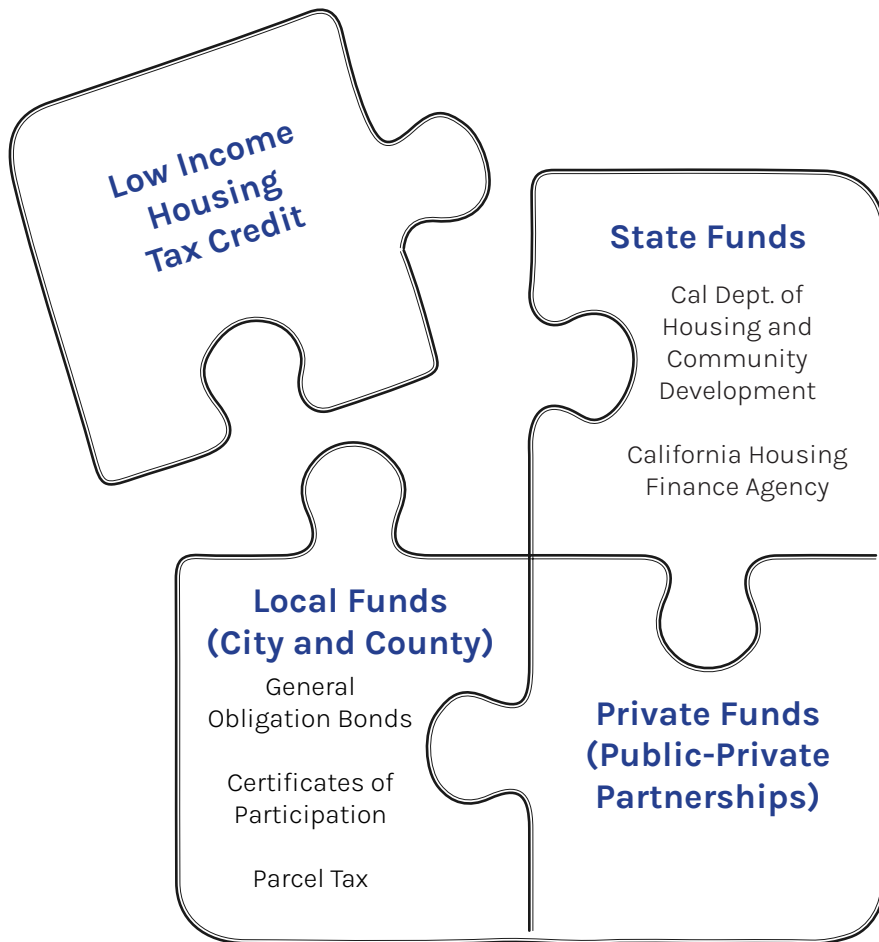 Low Income
Housing
Tax Credit
State Funds
Cal Dept. of
Housing and
Community
Development
California Housing
Finance Agency
Local Funds
(City and County)
General
Obligation Bonds
Certificates of
Participation
Parcel Tax
Private Funds
(Public-Private
Partnerships)